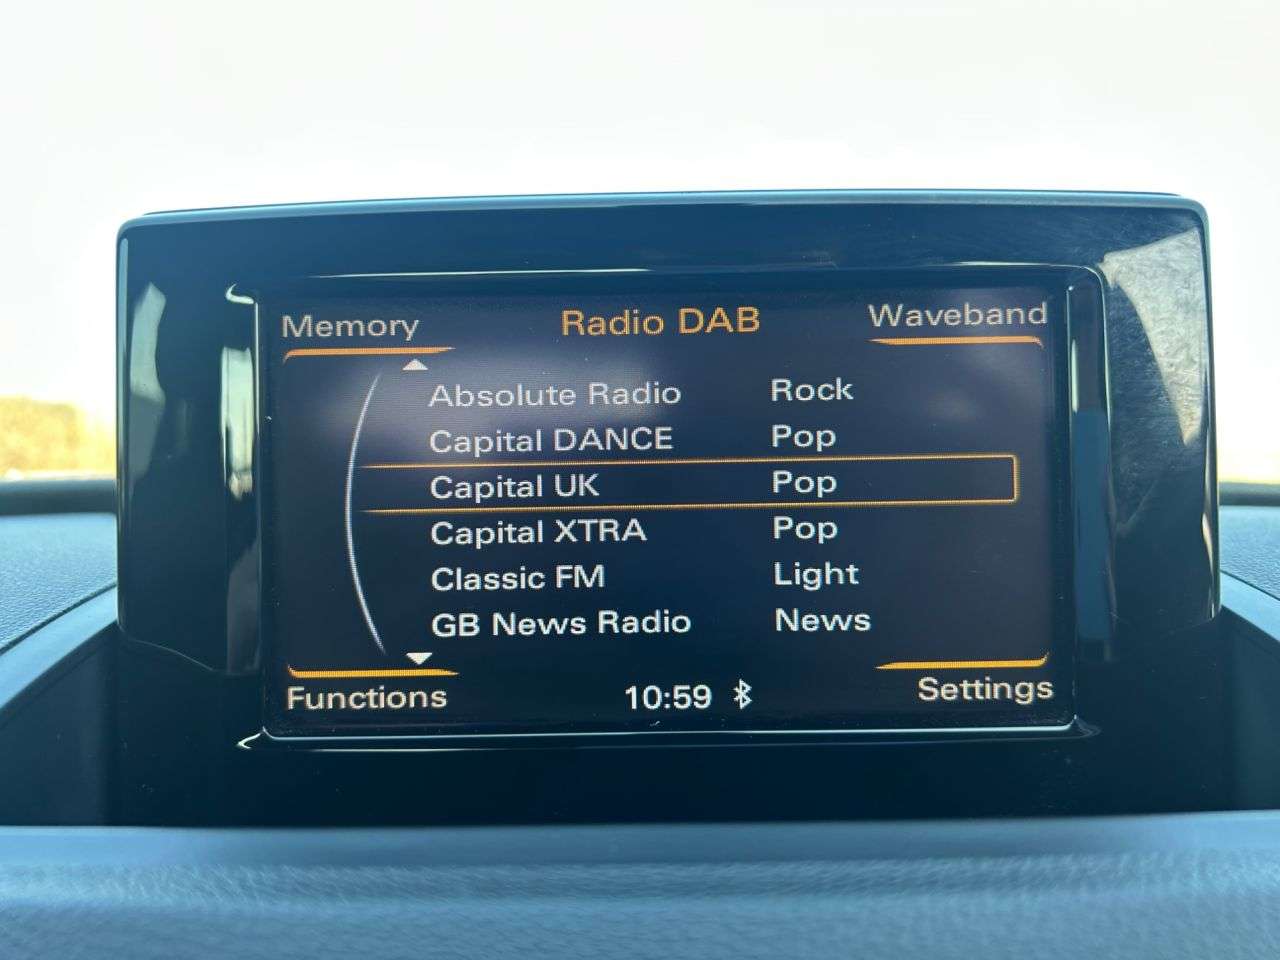 Memory Radio DAB Waveband
Absolute Radio Rock
Capital DANCE Pop
Capital UK Pop
Capital XTRA Pop
Classic FM Light
GB News Radio News
Functions 10:59 Settings